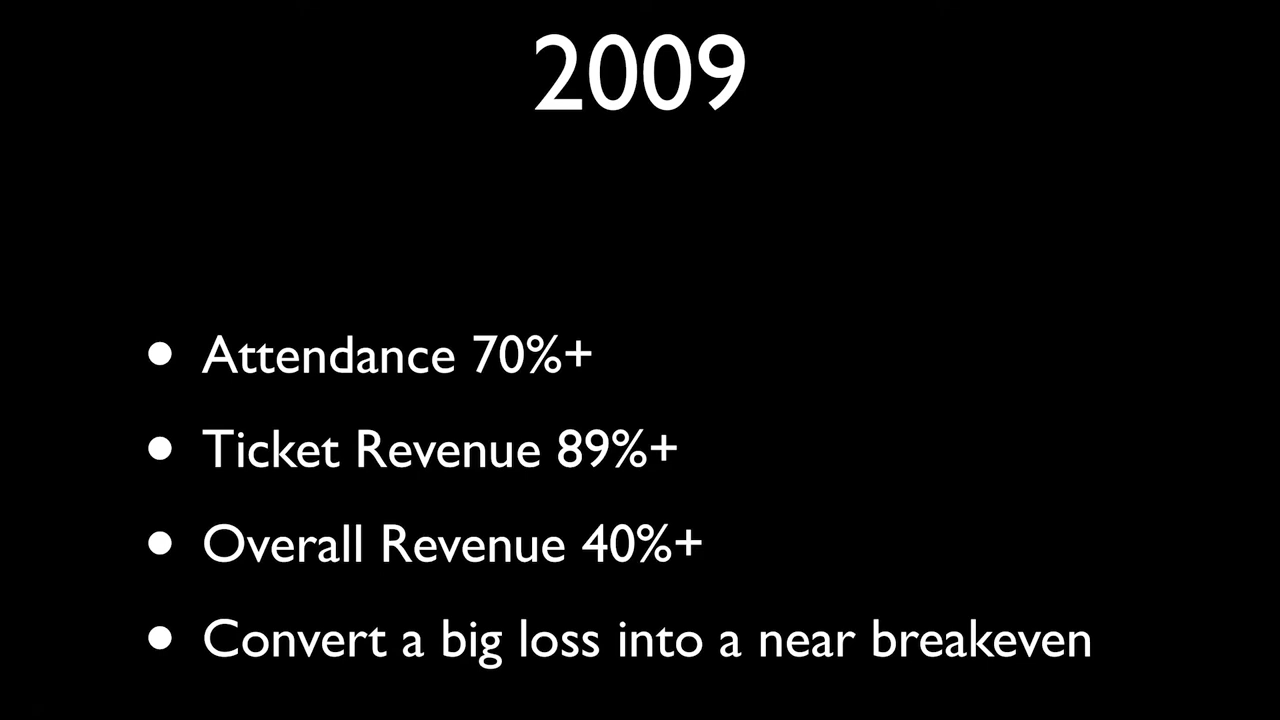 2009
• Attendance 70%+
• Ticket Revenue 89%+
• Overall Revenue 40%+
• Convert a big loss into a near breakeven